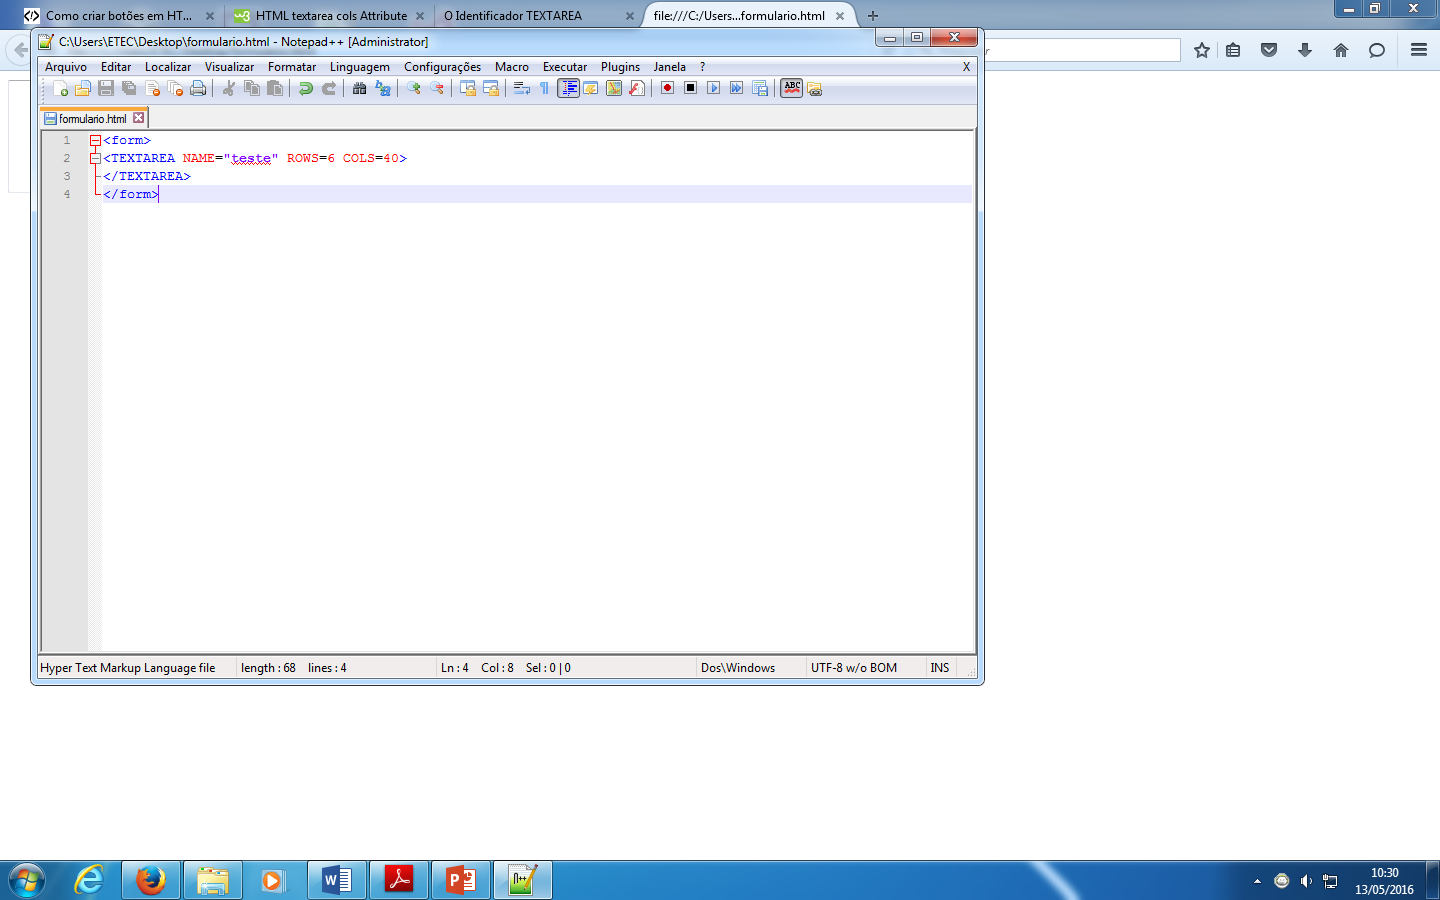 Como criar botões em HT...
HTML textarea cols Attribute
O Identificador TEXTAREA
file:///C:/Users...formulario.html
C:\Users\ETEC\Desktop\formulario.html - Notepad++ [Administrator]
Arquivo Editar Localizar Visualizar Formatar Linguagem Configurações Macro Executar Plugins Janela ? X
formulario.html
1 <form>
2 <TEXTAREA NAME="teste" ROWS=6 COLS=40>
3 </TEXTAREA>
4 </form>
Hyper Text Markup Language file length : 68 lines : 4 Ln : 4 Col : 8 Sel : 0 | 0 Dos\Windows UTF-8 w/o BOM INS
10:30
13/05/2016